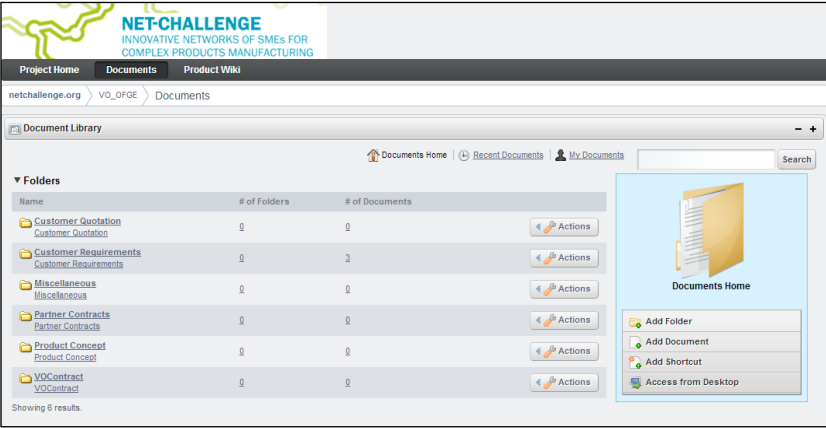 NET-CHALLENGE
INNOVATIVE NETWORKS OF SMEs FOR
COMPLEX PRODUCTS MANUFACTURING
Project Home Documents Product Wiki
netchallenge.org VO_OFGE Documents
Document Library - +
Documents Home Recent Documents My Documents Search
Folders
Name # of Folders # of Documents
Customer Quotation
Customer Quotation
0 0 Actions
Customer Requirements
Customer Requirements
0 3 Actions
Miscellaneous
Miscellaneous
0 0 Actions
Partner Contracts
Partner Contracts
0 0 Actions
Product Concept
Product Concept
0 0 Actions
VOContract
VOContract
0 0 Actions
Showing 6 results.
Documents Home
Add Folder
Add Document
Add Shortcut
Access from Desktop